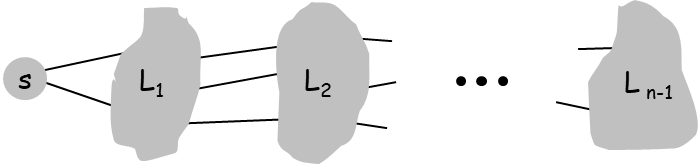 s L₁ L₂ ... Lₙ₋₁